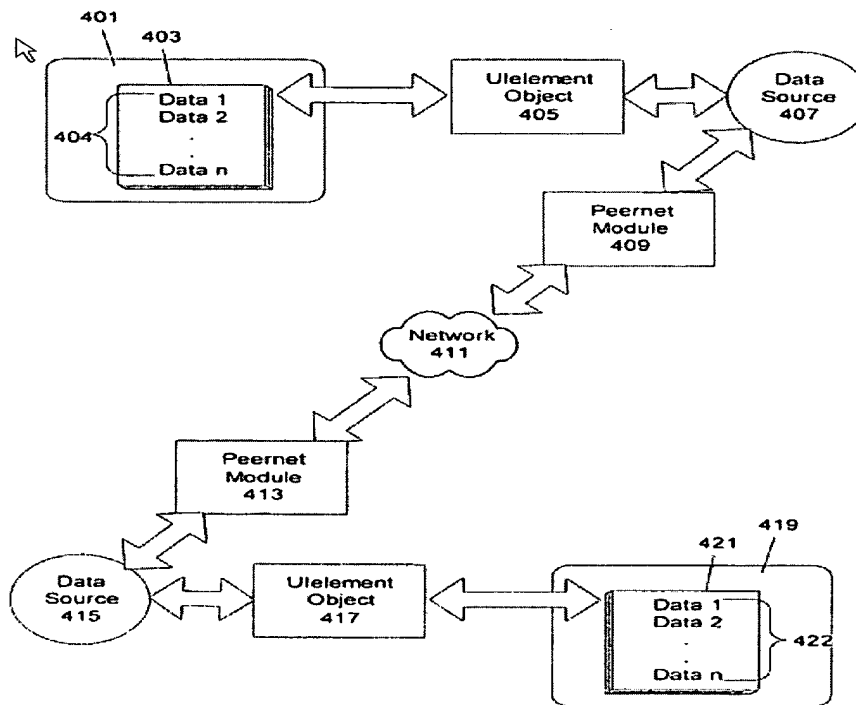 401
403
Data 1
Data 2
.
.
Data n
404
UIelement
Object
405
Data
Source
407
Peernet
Module
409
Network
411
Peernet
Module
413
Data
Source
415
UIelement
Object
417
419
421
Data 1
Data 2
.
.
Data n
422